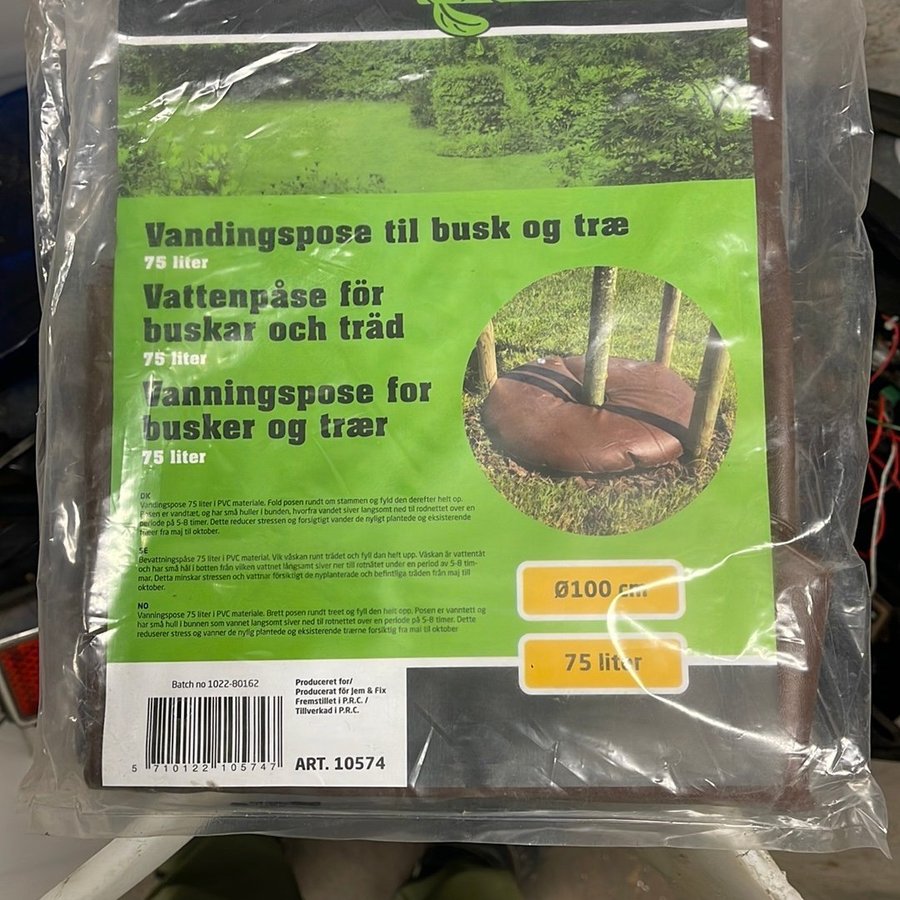 Vandingspose til busk og træ
75 liter
Vattenpåse för
buskar och träd
75 liter
Vanningspose for
busker og trær
75 liter
DK
Vandingspose 75 liter i PVC materiale. Fold posen rundt om stammen og fyld den derefter helt op.
Posen er vandtæt, og har små huller i bunden, hvorfra vandet siver langsomt ned til rodnettet over en
periode på 5-8 timer. Dette reducer stressen og forsigtigt vander de nyligt plantede og eksisterende
træer fra maj til oktober.
SE
Bevattningspåse 75 liter i PVC material. Vik våskan runt trädet och fyll dan helt upp. Väskan är vattentät
och har små hål i botten från vilken vattnet långsamt siver ner till rotnåtet under en period av 5-8 tim-
mar. Detta minskar stressen och vattnar försiktigt de nyplanterade och befintliga träden från maj till
oktober.
NO
Vanningspose 75 liter i PVC materiale. Brett posen rundt treet og fyll den helt opp. Posen er vanntett og
har små hull i bunnen som vannet langsomt siver ned til rotnettet over en periode på 5-8 timer. Dette
reduserer stress og vanner de nylig plantede og eksisterende trærne forsiktig fra mai til oktober
Ø100 cm
75 liter
Batch no 1022-80162
Produceret for/
Producerat för Jem & Fix
Fremstillet i P.R.C. /
Tillverkad i P.R.C.
5 710122 105747
ART. 10574